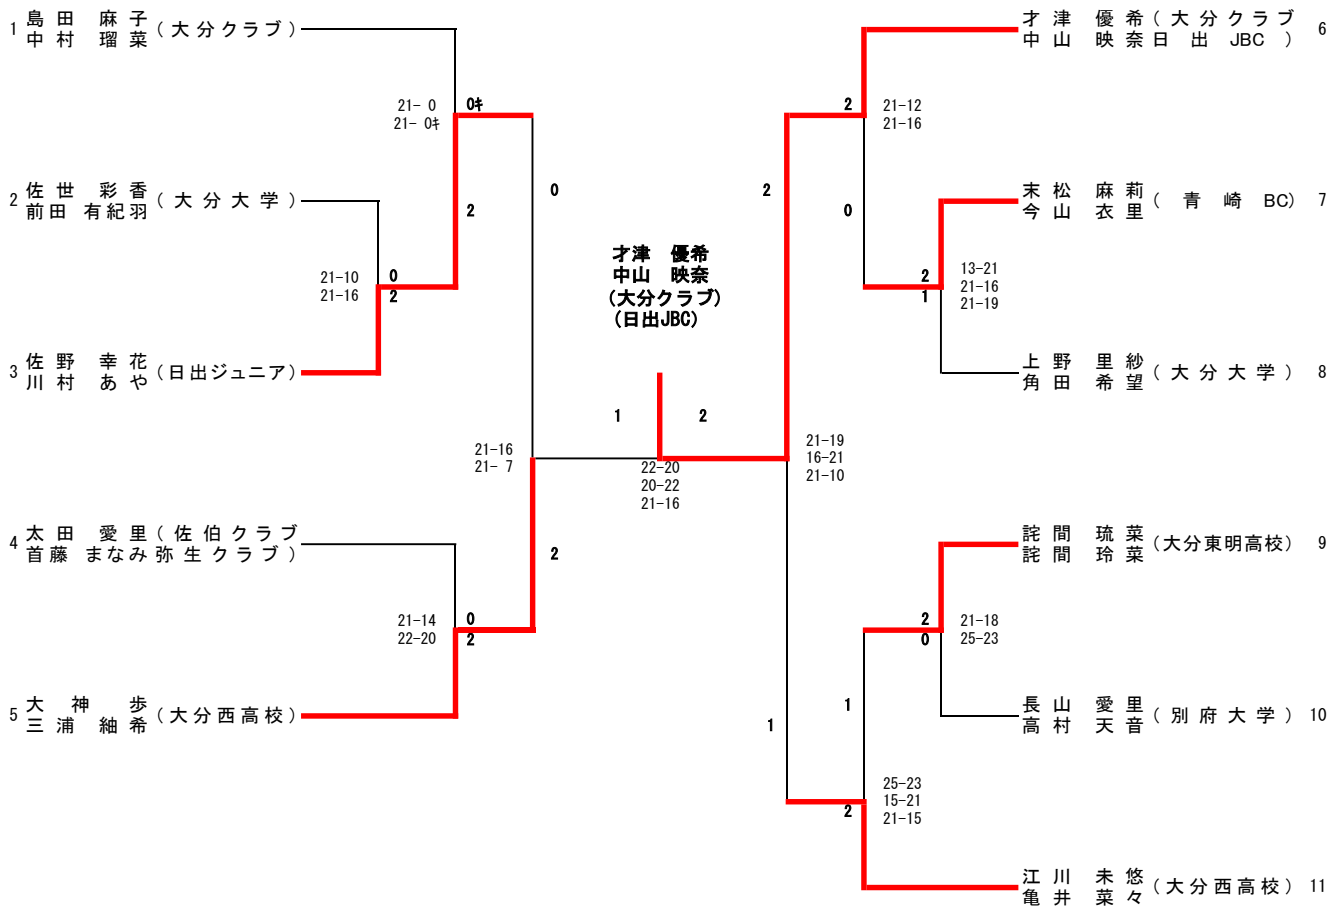 1 島田 麻子 (大分クラブ)
中村 瑠菜
21- 0 0ｷ
21- 0ｷ
2 佐世 彩香 (大分大学)
前田 有紀羽
2
0
21-10 0
21-16 2
3 佐野 幸花 (日出ジュニア)
川村 あや
21-16
21- 7
4 太田 愛里 (佐伯クラブ
首藤 まなみ 弥生クラブ)
2
21-14 0
22-20 2
5 大神 歩 (大分西高校)
三浦 紬希
才津 優希
中山 映奈
(大分クラブ)
(日出JBC)
1 2
22-20
20-22
21-16
才津 優希 (大分クラブ 6
中山 映奈 日出 JBC )
2 21-12
21-16
2
0
末松 麻莉 (青崎 BC) 7
今山 衣里
2 13-21
1 21-16
21-19
上野 里紗 (大分大学) 8
角田 希望
21-19
16-21
21-10
詫間 琉菜 (大分東明高校) 9
詫間 玲菜
2 21-18
0 25-23
長山 愛里 (別府大学) 10
高村 天音
1
1
25-23
15-21
2 21-15
江川 未悠 (大分西高校) 11
亀井 菜々